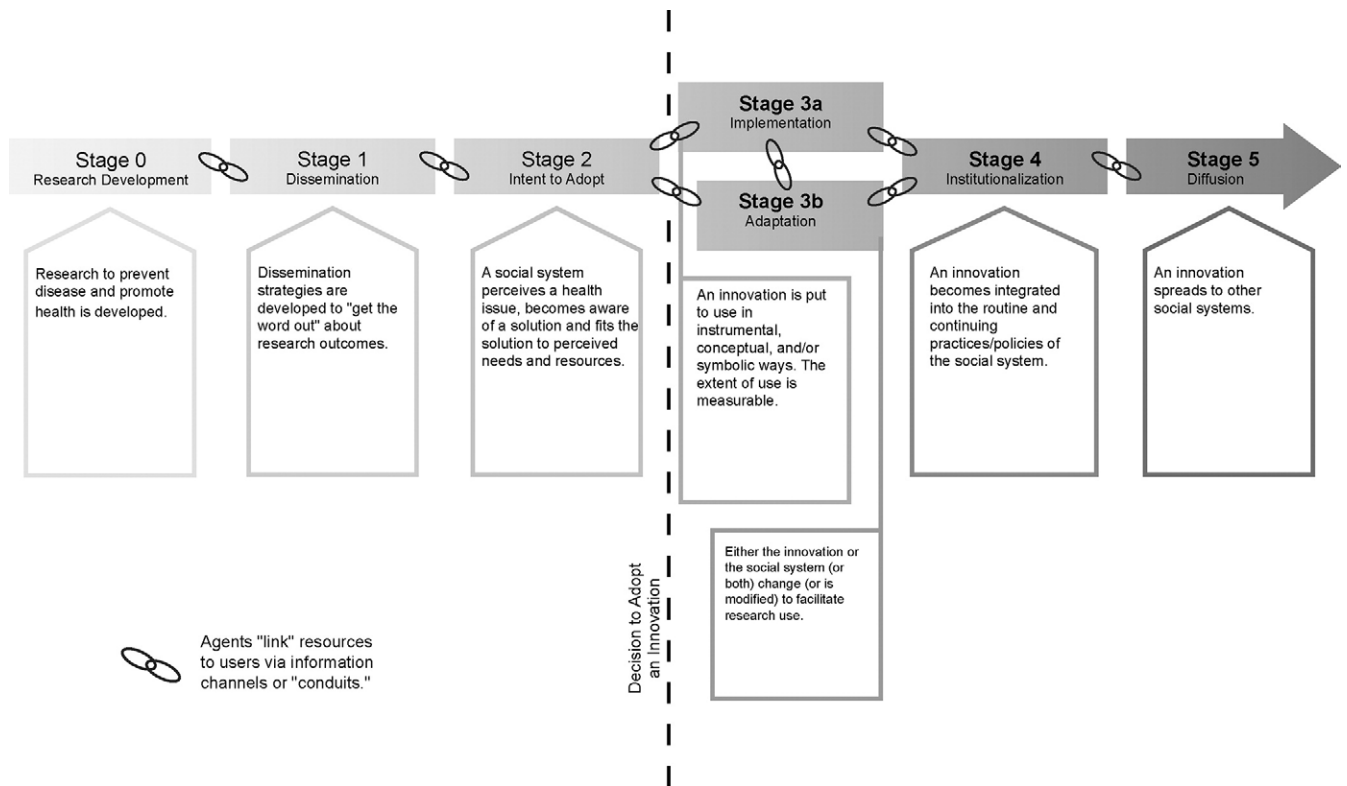 Stage 0
Research Development
Stage 1
Dissemination
Stage 2
Intent to Adopt
Stage 3a
Implementation
Stage 3b
Adaptation
Stage 4
Institutionalization
Stage 5
Diffusion
Research to prevent
disease and promote
health is developed.
Dissemination
strategies are
developed to "get the
word out" about
research outcomes.
A social system
perceives a health
issue, becomes aware
of a solution and fits the
solution to perceived
needs and resources.
An innovation is put
to use in
instrumental,
conceptual, and/or
symbolic ways. The
extent of use is
measurable.
Either the innovation or
the social system (or
both) change (or is
modified) to facilitate
research use.
An innovation
becomes integrated
into the routine and
continuing
practices/policies of
the social system.
An innovation
spreads to other
social systems.
Decision to Adopt
an Innovation
Agents "link" resources
to users via information
channels or "conduits."